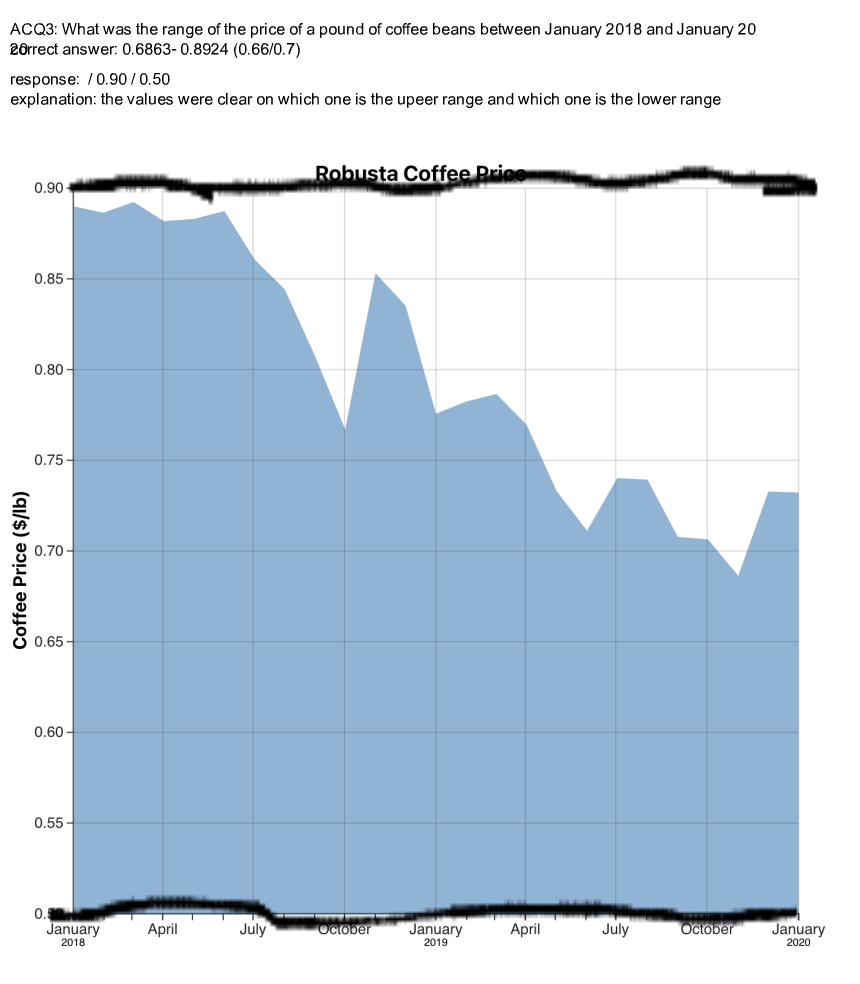 ACQ3: What was the range of the price of a pound of coffee beans between January 2018 and January 20
20
correct answer: 0.6863- 0.8924 (0.66/0.7)
response:  / 0.90 / 0.50
explanation: the values were clear on which one is the upeer range and which one is the lower range
Robusta Coffee Price
0.90
0.85
0.80
0.75
0.70
0.65
0.60
0.55
Coffee Price ($/lb)
January April July October January April July October January
2018 2019 2020